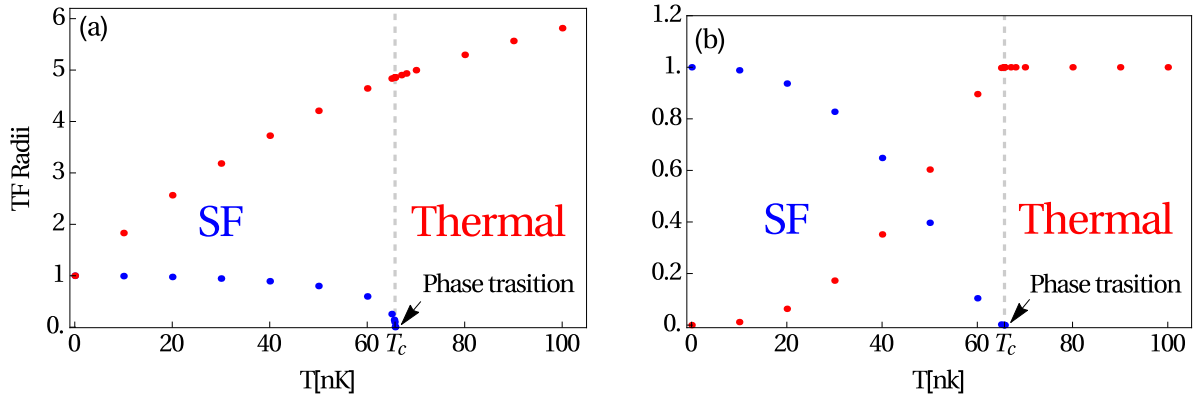 (a)
6
5
4
3
2
1
0.
TF Radii
SF
Thermal
Phase trasition
0 20 40 60 T_c 80 100
T[nK]
(b)
1.2
1.
0.8
0.6
0.4
0.2
0.
SF
Thermal
Phase trasition
0 20 40 60 T_c 80 100
T[nk]